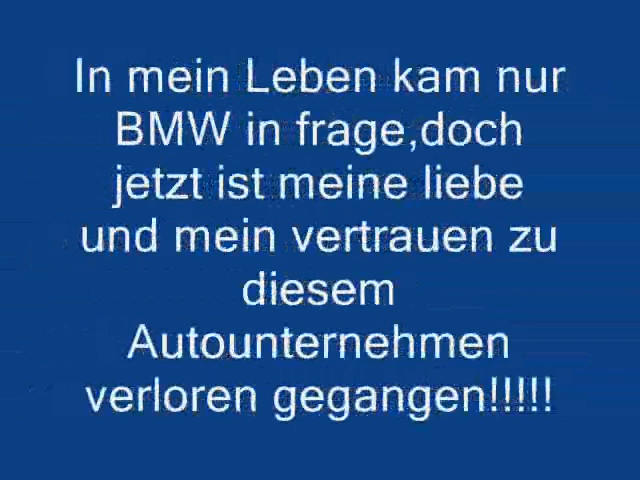 In mein Leben kam nur
BMW in frage,doch
jetzt ist meine liebe
und mein vertrauen zu
diesem
Autounternehmen
verloren gegangen!!!!!